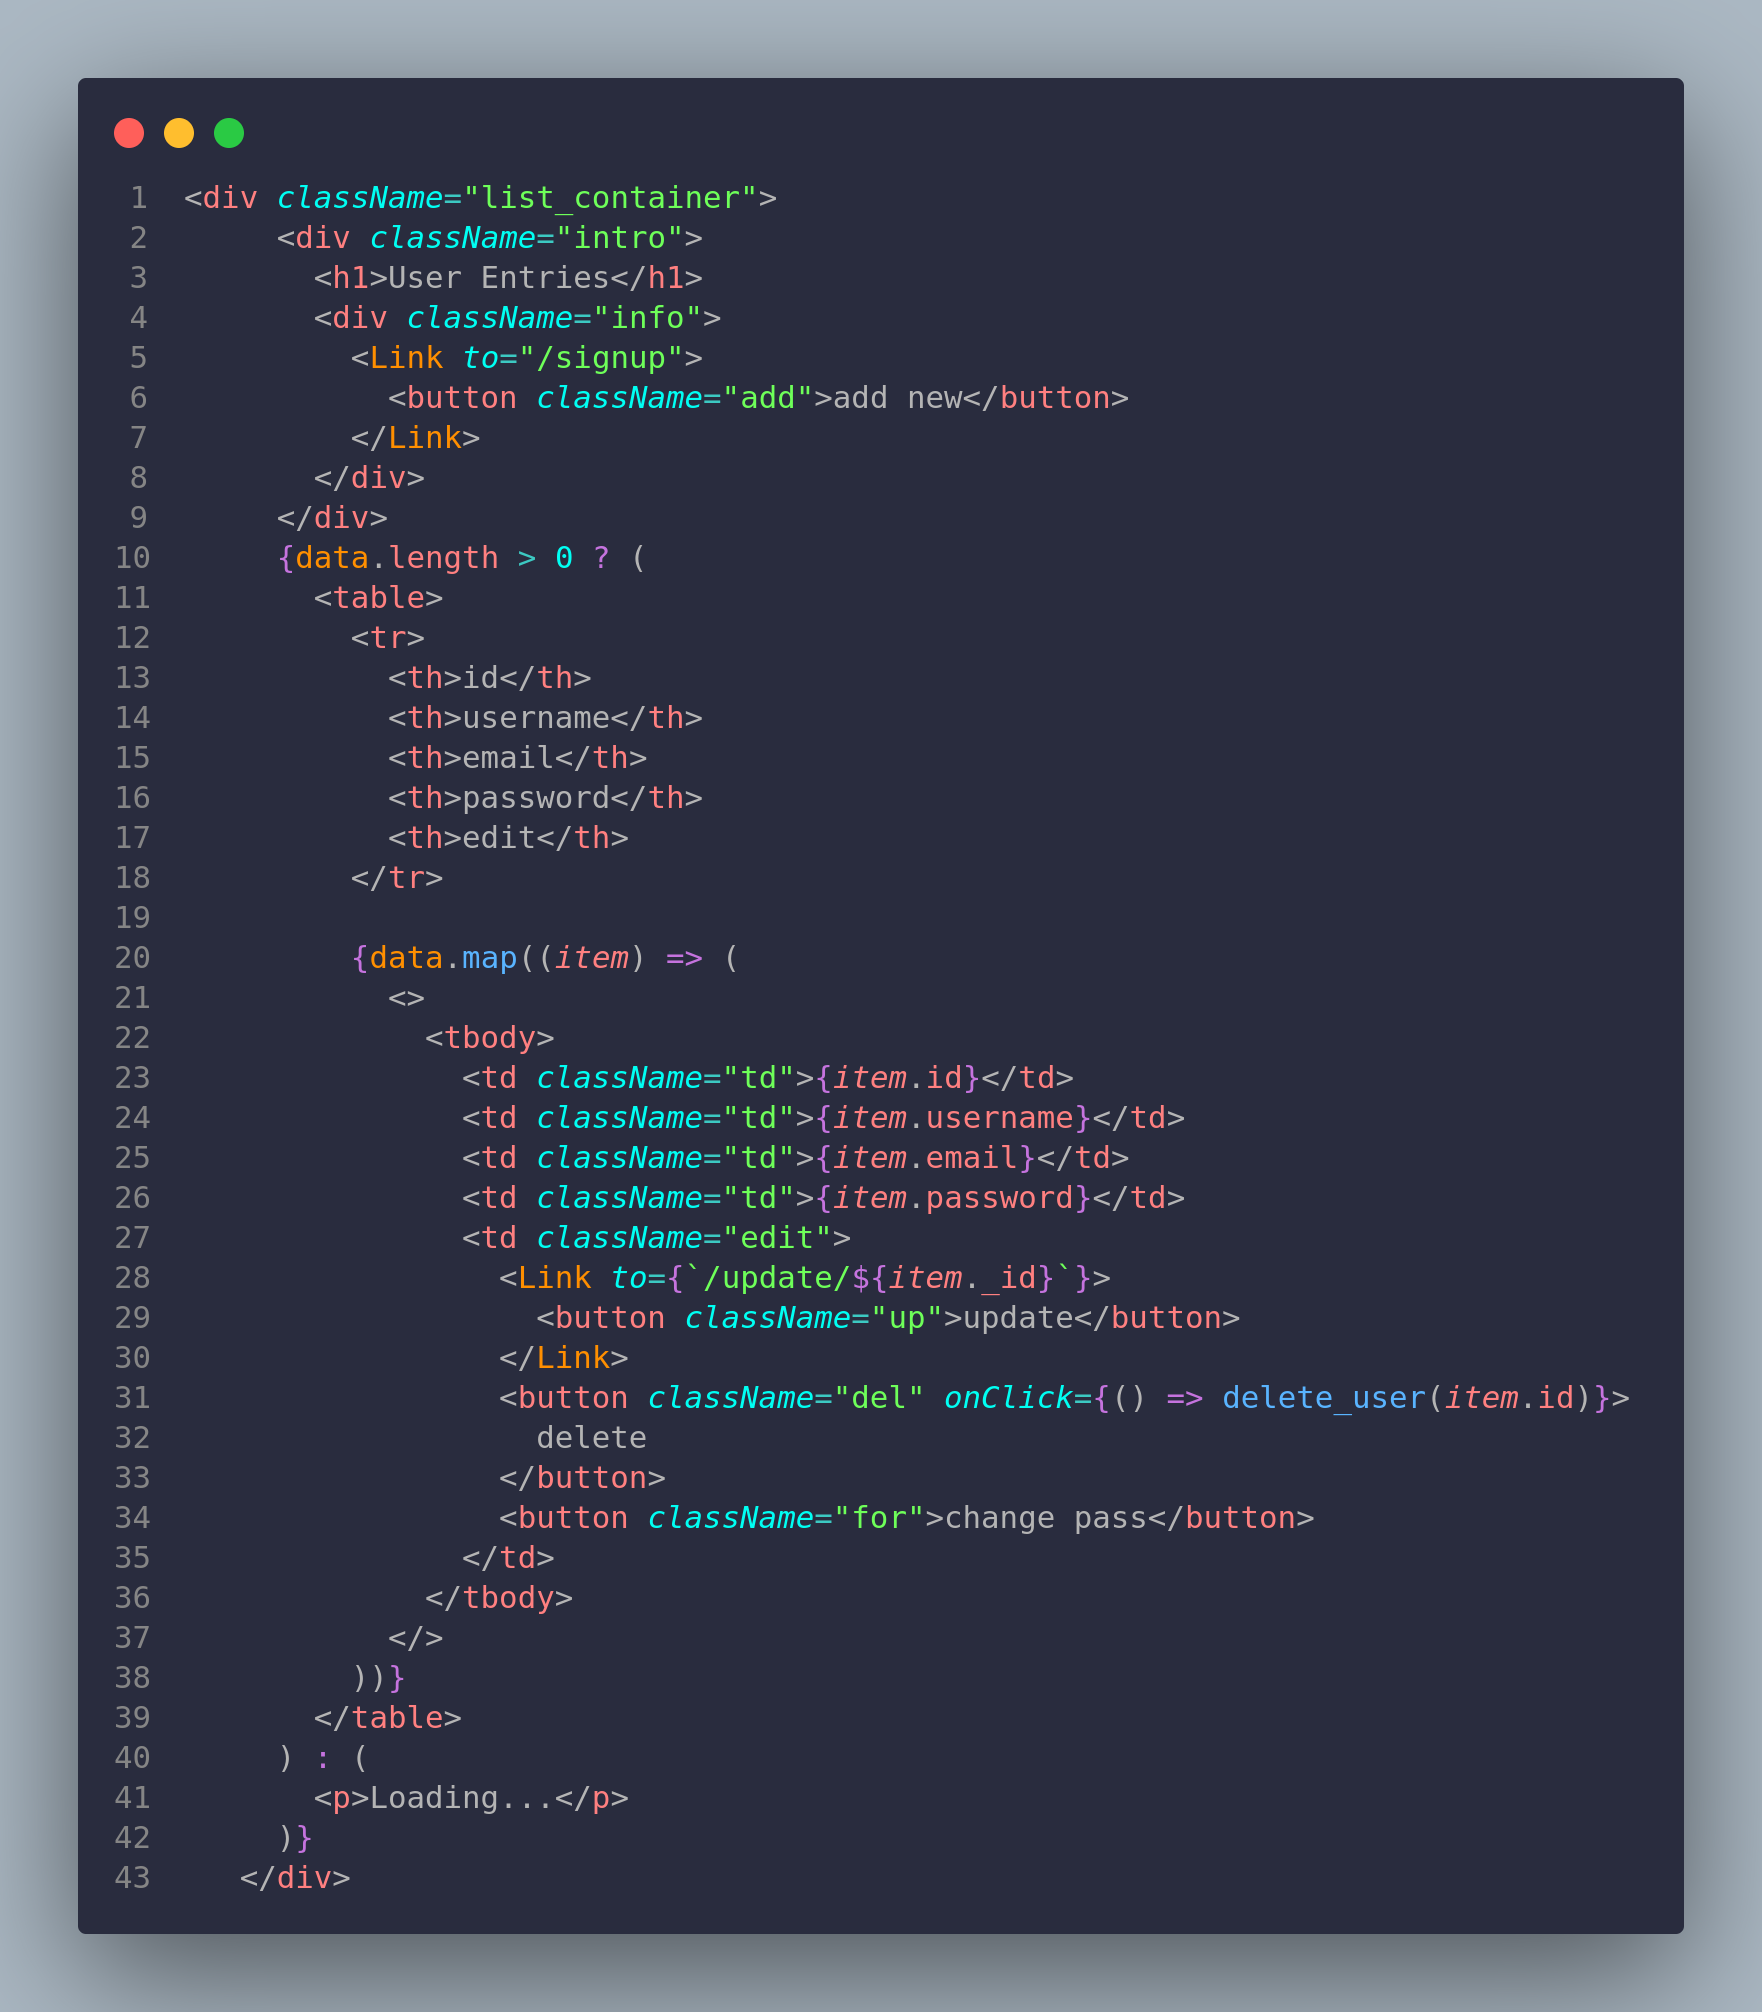 1 <div className="list_container">
2       <div className="intro">
3         <h1>User Entries</h1>
4         <div className="info">
5           <Link to="/signup">
6             <button className="add">add new</button>
7           </Link>
8         </div>
9       </div>
10       {data.length > 0 ? (
11         <table>
12           <tr>
13             <th>id</th>
14             <th>username</th>
15             <th>email</th>
16             <th>password</th>
17             <th>edit</th>
18           </tr>
19
20           {data.map((item) => (
21             <>
22               <tbody>
23                 <td className="td">{item.id}</td>
24                 <td className="td">{item.username}</td>
25                 <td className="td">{item.email}</td>
26                 <td className="td">{item.password}</td>
27                 <td className="edit">
28                   <Link to={`/update/${item._id}`}>
29                     <button className="up">update</button>
30                   </Link>
31                   <button className="del" onClick={() => delete_user(item.id)}>
32                     delete
33                   </button>
34                   <button className="for">change pass</button>
35                 </td>
36               </tbody>
37             </>
38           ))}
39         </table>
40       ) : (
41         <p>Loading...</p>
42       )}
43     </div>